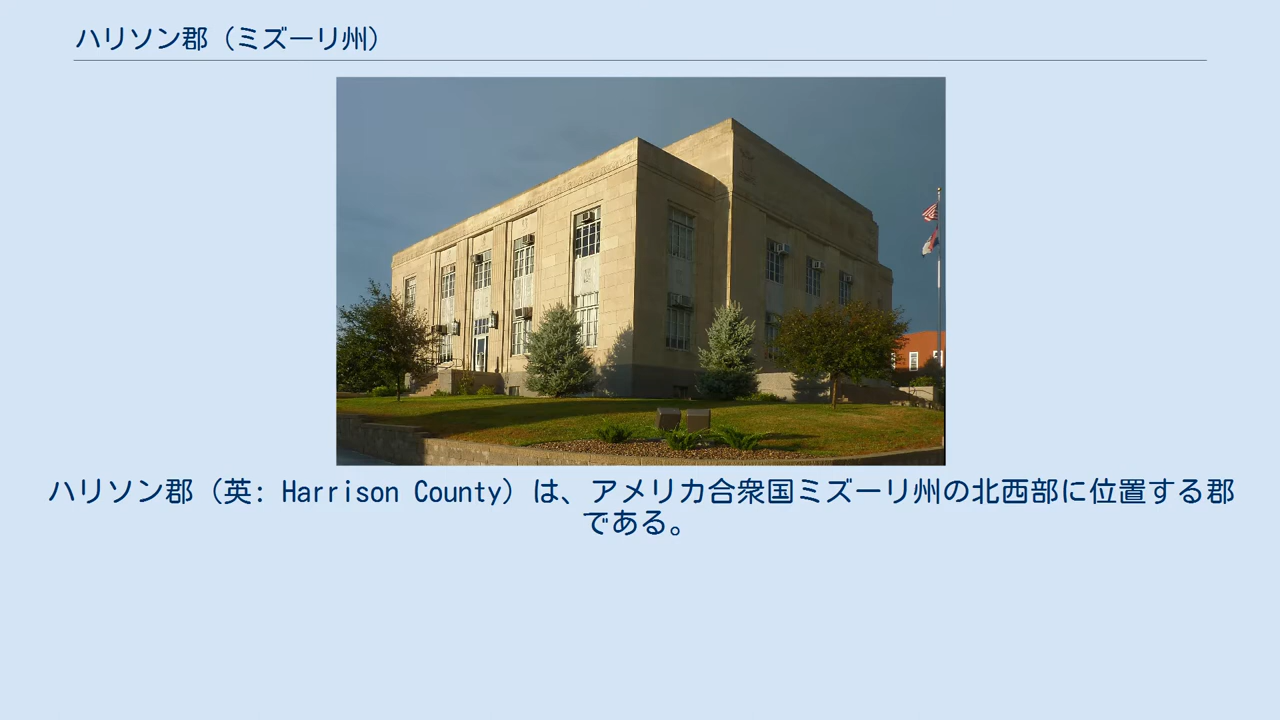 ハリソン郡（ミズーリ州）
ハリソン郡（英: Harrison County）は、アメリカ合衆国ミズーリ州の北西部に位置する郡
である。